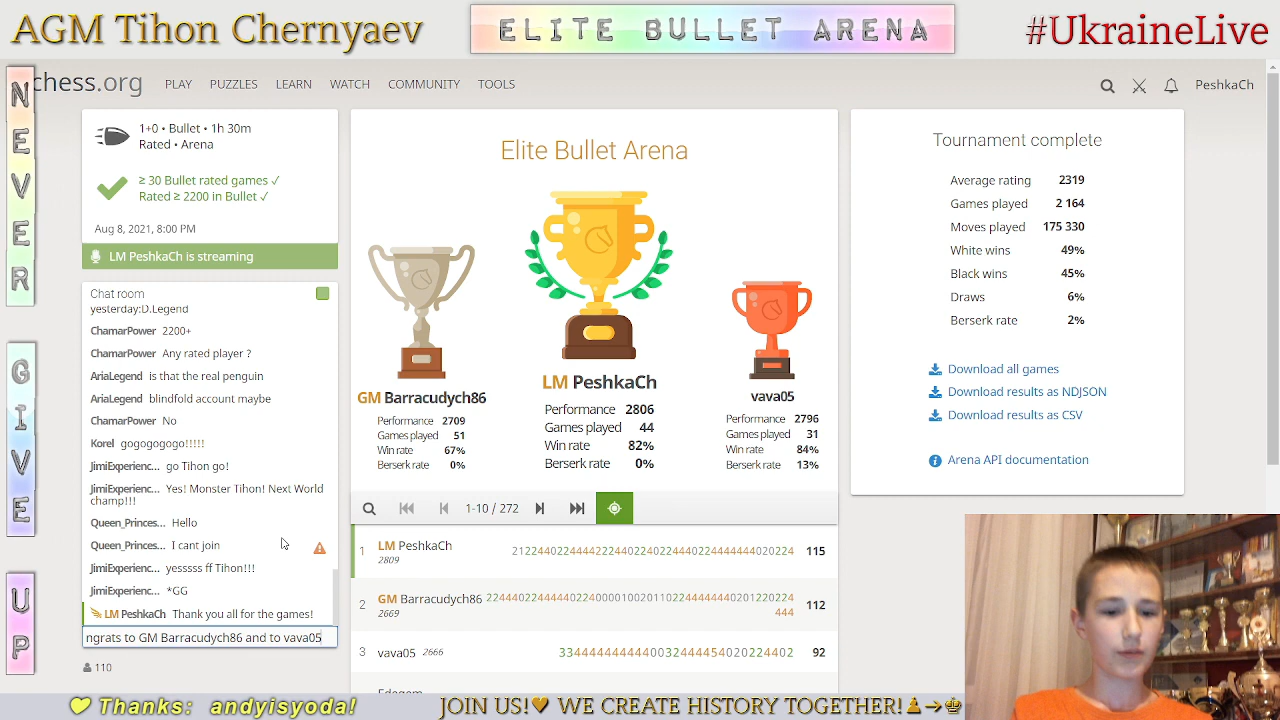 AGM Tihon Chernyaev
ELITE BULLET ARENA
#UkraineLive
NEVER
GIVE
UP
chess.org
PLAY PUZZLES LEARN WATCH COMMUNITY TOOLS
PeshkaCh
1+0 • Bullet • 1h 30m
Rated • Arena
≥ 30 Bullet rated games ✓
Rated ≥ 2200 in Bullet ✓
Aug 8, 2021, 8:00 PM
LM PeshkaCh is streaming
Chat room
yesterday:D.Legend
ChamarPower 2200+
ChamarPower Any rated player ?
AriaLegend is that the real penguin
AriaLegend blindfold account maybe
ChamarPower No
Korel gogogogogo!!!!!
JimiExperienc... go Tihon go!
JimiExperienc... Yes! Monster Tihon! Next World
champ!!!
Queen_Princes... Hello
Queen_Princes... I cant join
JimiExperienc... yesssss ff Tihon!!!
JimiExperienc... *GG
LM PeshkaCh Thank you all for the games!
ngrats to GM Barracudych86 and to vava05
110
Elite Bullet Arena
GM Barracudych86
Performance 2709
Games played 51
Win rate 67%
Berserk rate 0%
LM PeshkaCh
Performance 2806
Games played 44
Win rate 82%
Berserk rate 0%
vava05
Performance 2796
Games played 31
Win rate 84%
Berserk rate 13%
1-10 / 272
1 LM PeshkaCh 115
2809
2 GM Barracudych86 112
2669
3 vava05 2666 92
Tournament complete
Average rating 2319
Games played 2 164
Moves played 175 330
White wins 49%
Black wins 45%
Draws 6%
Berserk rate 2%
Download all games
Download results as NDJSON
Download results as CSV
Arena API documentation
Thanks: andyisyoda!
JOIN US!♥ WE CREATE HISTORY TOGETHER!♟→♚